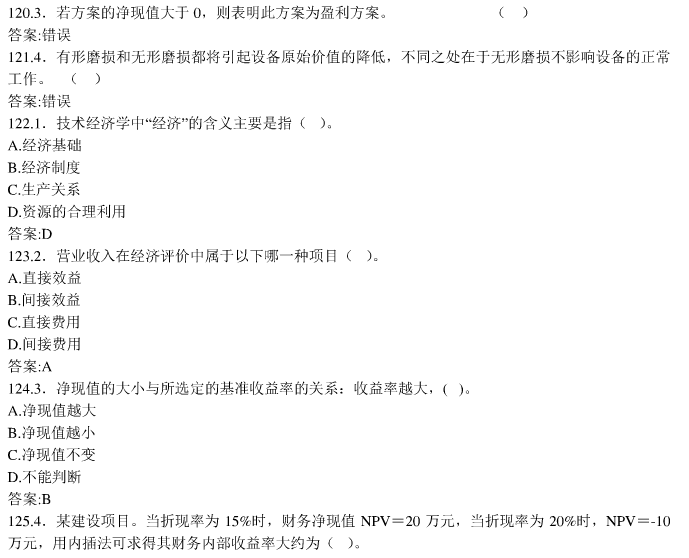 120.3．若方案的净现值大于 0，则表明此方案为盈利方案。 （ ）
答案:错误
121.4．有形磨损和无形磨损都将引起设备原始价值的降低，不同之处在于无形磨损不影响设备的正常
工作。 （ ）
答案:错误
122.1．技术经济学中“经济”的含义主要是指（ ）。
A.经济基础
B.经济制度
C.生产关系
D.资源的合理利用
答案:D
123.2．营业收入在经济评价中属于以下哪一种项目（ ）。
A.直接效益
B.间接效益
C.直接费用
D.间接费用
答案:A
124.3．净现值的大小与所选定的基准收益率的关系：收益率越大，( )。
A.净现值越大
B.净现值越小
C.净现值不变
D.不能判断
答案:B
125.4．某建设项目。当折现率为 15%时，财务净现值 NPV＝20 万元，当折现率为 20%时，NPV＝-10
万元，用内插法可求得其财务内部收益率大约为（ ）。